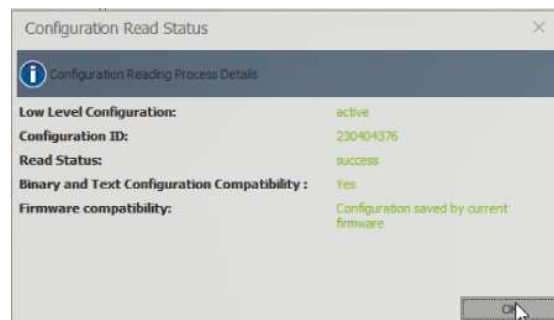 Configuration Read Status
Configuration Reading Process Details
Low Level Configuration: active
Configuration ID: 230404376
Read Status: success
Binary and Text Configuration Compatibility : Yes
Firmware compatibility: Configuration saved by current
firmware
OK